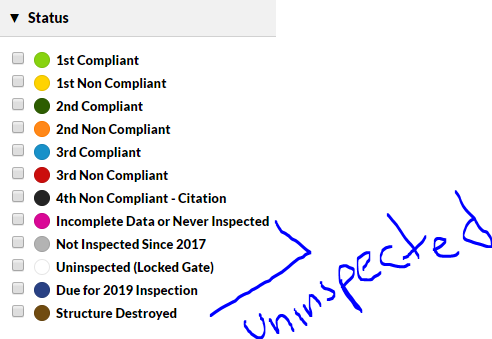 ▼ Status
1st Compliant
1st Non Compliant
2nd Compliant
2nd Non Compliant
3rd Compliant
3rd Non Compliant
4th Non Compliant - Citation
Incomplete Data or Never Inspected
Not Inspected Since 2017
Uninspected (Locked Gate)
Due for 2019 Inspection
Structure Destroyed
uninspected